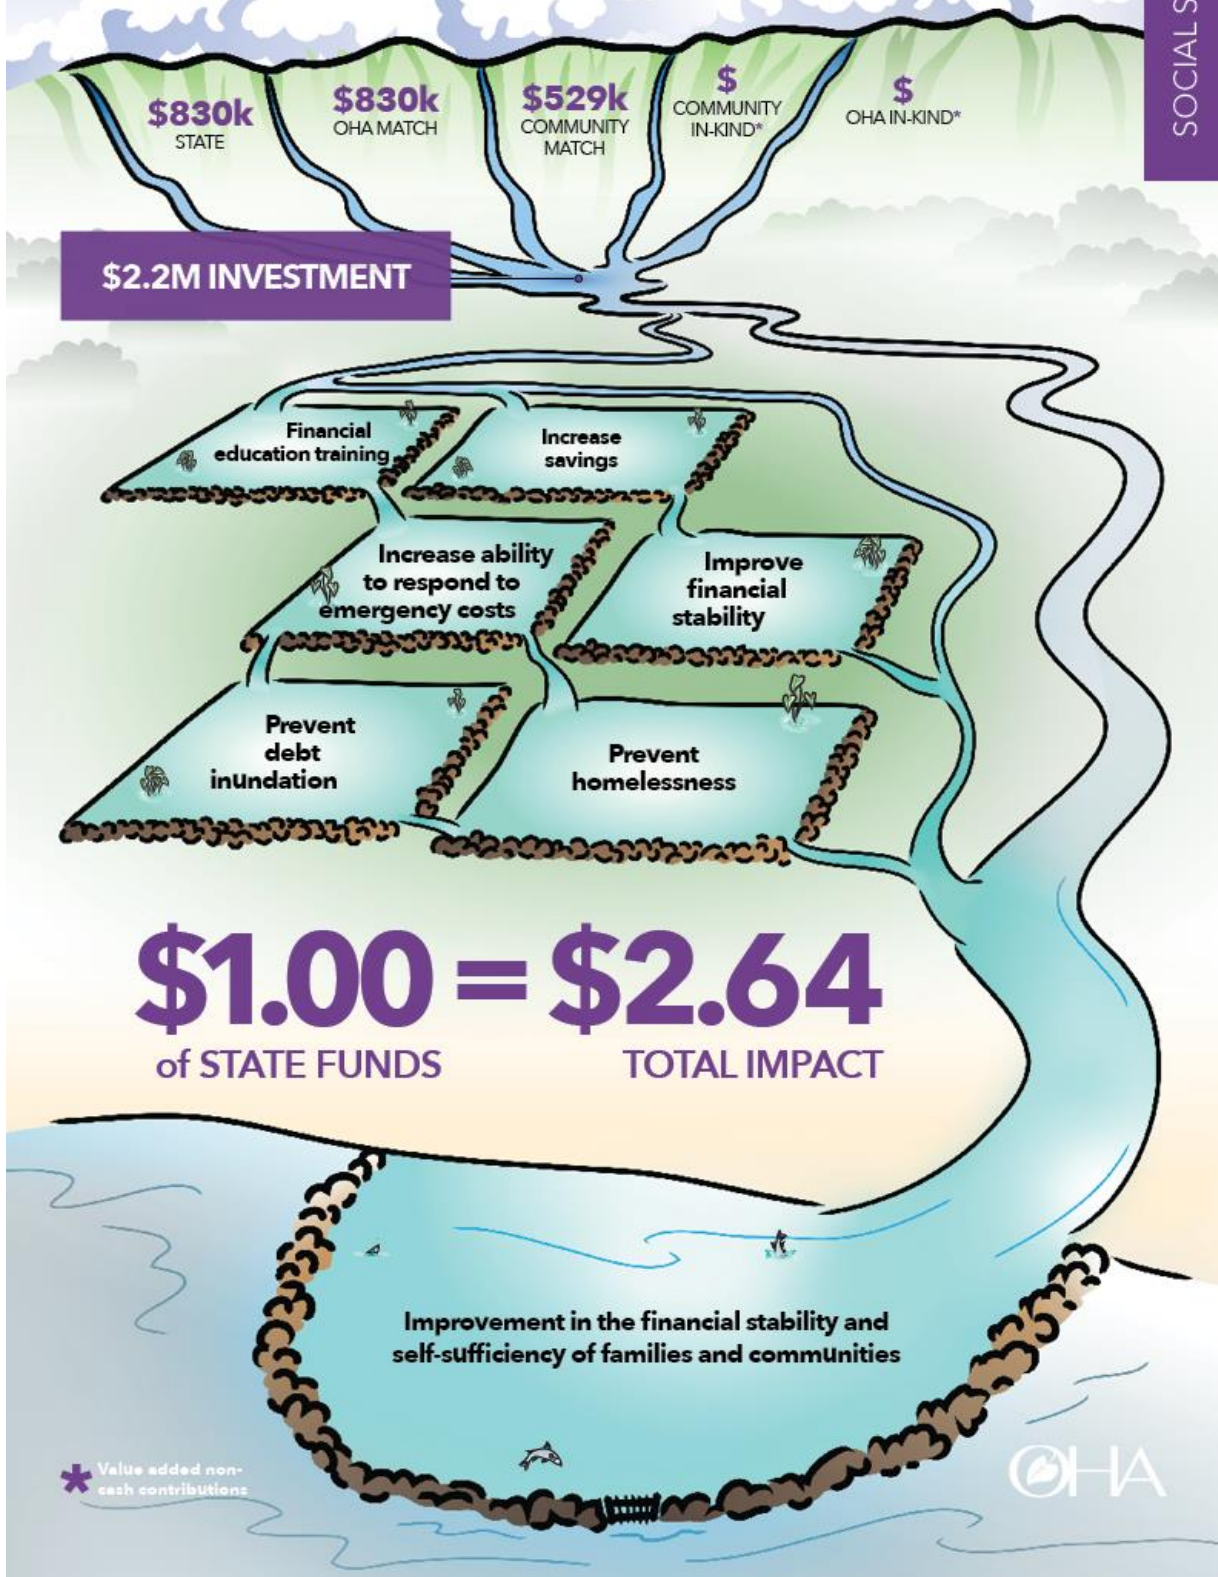 SOCIAL S
$830k
STATE
$830k
OHA MATCH
$529k
COMMUNITY
MATCH
$
COMMUNITY
IN-KIND*
$
OHA IN-KIND*
$2.2M INVESTMENT
Financial
education training
Increase
savings
Increase ability
to respond to
emergency costs
Improve
financial
stability
Prevent
debt
inundation
Prevent
homelessness
$1.00 = $2.64
of STATE FUNDS TOTAL IMPACT
Improvement in the financial stability and
self-sufficiency of families and communities
* Value added non-
cash contributions
OHA